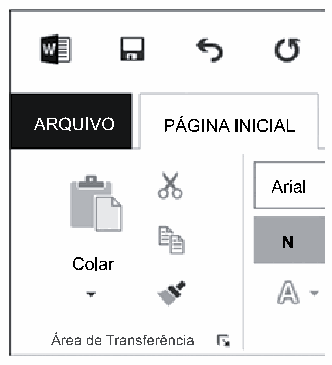 W
ARQUIVO
PÁGINA INICIAL
Arial
N
Colar
A
Área de Transferência